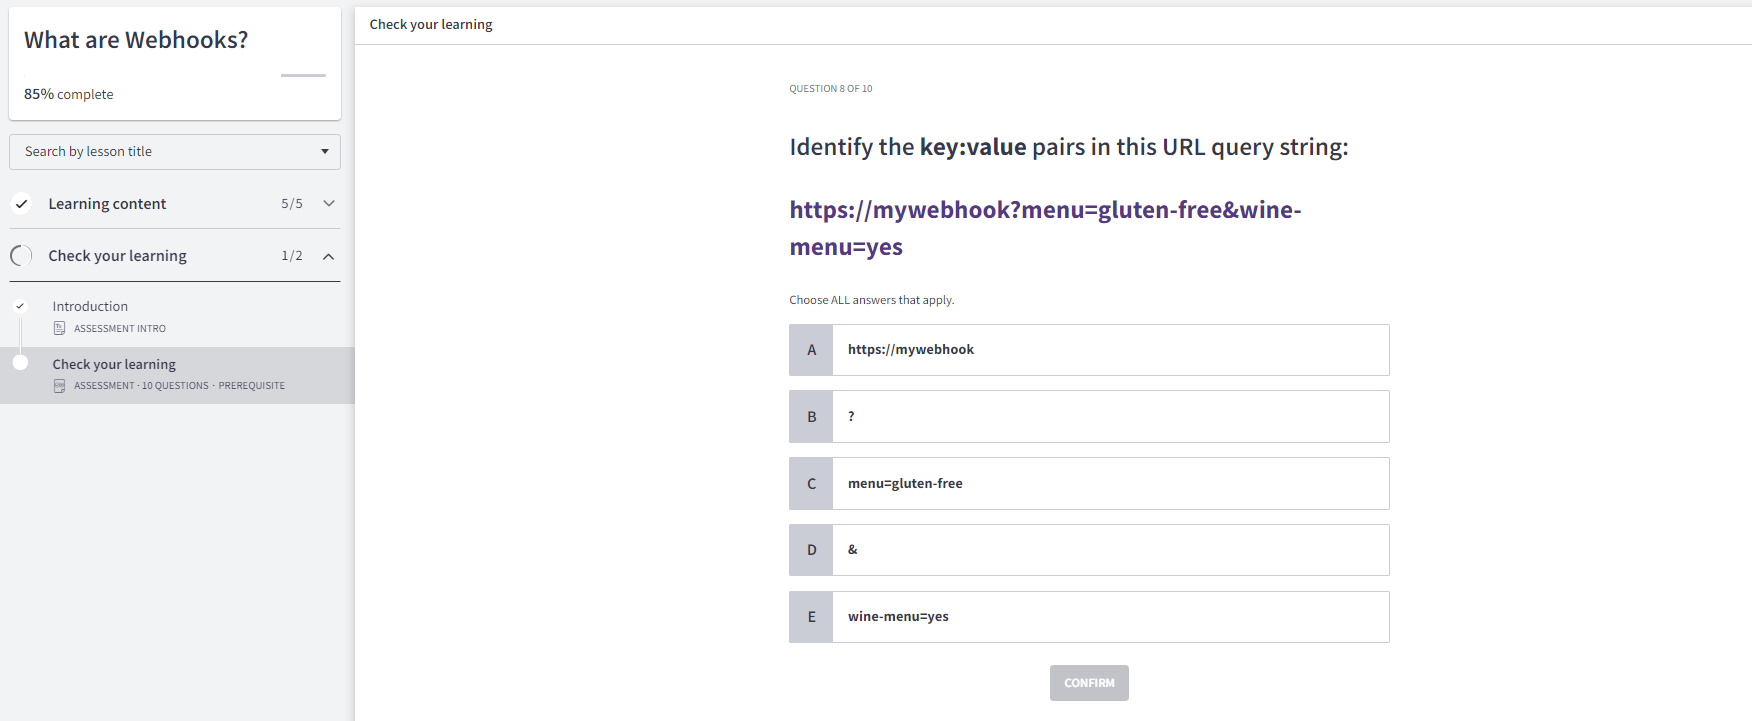 What are Webhooks?
85% complete
Search by lesson title
Learning content 5/5
Check your learning 1/2
Introduction
ASSESSMENT INTRO
Check your learning
ASSESSMENT · 10 QUESTIONS · PREREQUISITE
Check your learning
QUESTION 8 OF 10
Identify the key:value pairs in this URL query string:
https://mywebhook?menu=gluten-free&wine-
menu=yes
Choose ALL answers that apply.
A https://mywebhook
B ?
C menu=gluten-free
D &
E wine-menu=yes
CONFIRM